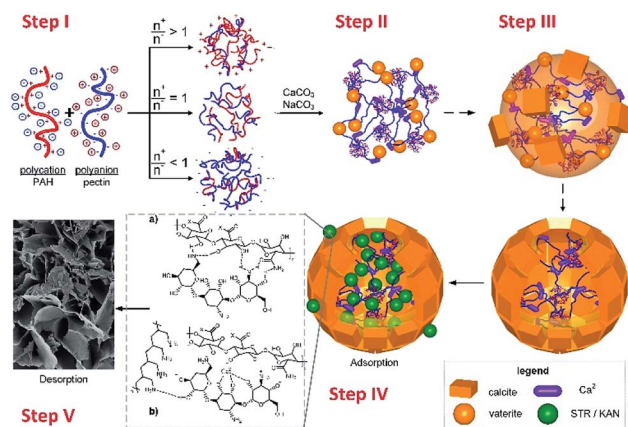 Step I
Step II
Step III
n⁺
n⁻
> 1
n⁺
n⁻
= 1
n⁺
n⁻
< 1
CaCO₃
NaCO₃
+
polycation
PAH
polyanion
pectin
a)
b)
Desorption
Adsorption
Step IV
Step V
legend
calcite
Ca²
vaterite
STR / KAN